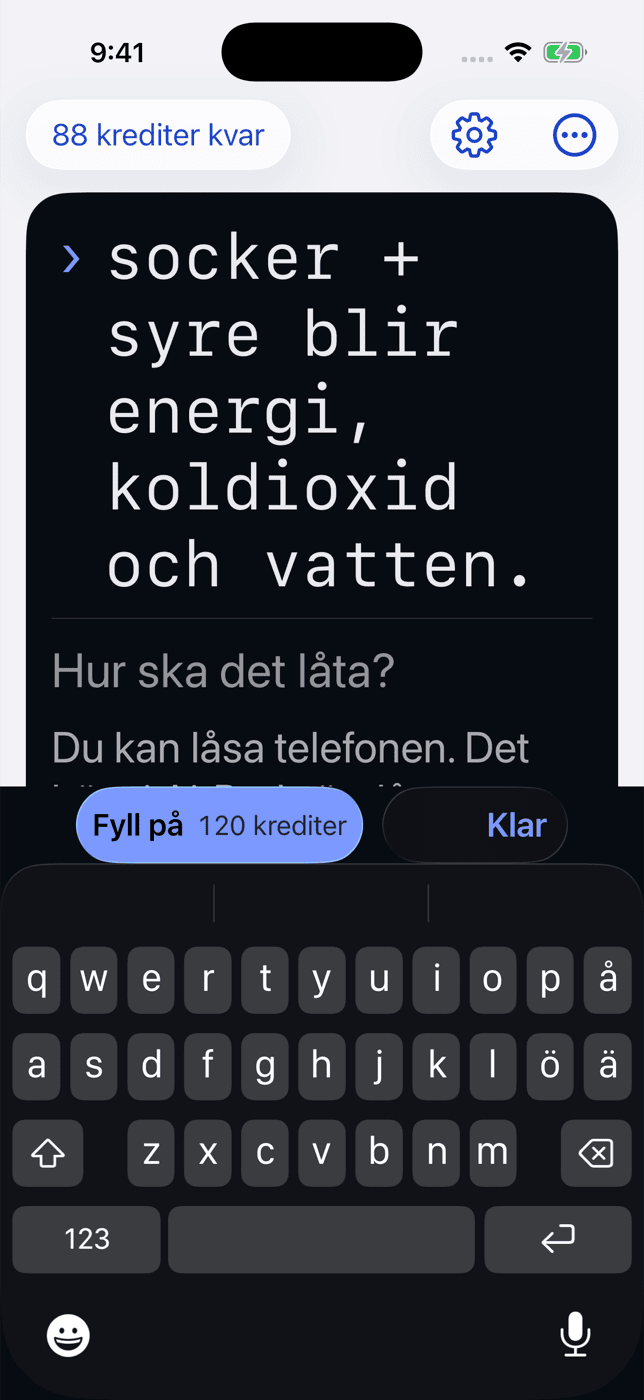 9:41
88 krediter kvar
› socker +
syre blir
energi,
koldioxid
och vatten.
Hur ska det låta?
Du kan låsa telefonen. Det
Fyll på 120 krediter
Klar
q w e r t y u i o p å
a s d f g h j k l ö ä
z x c v b n m
123